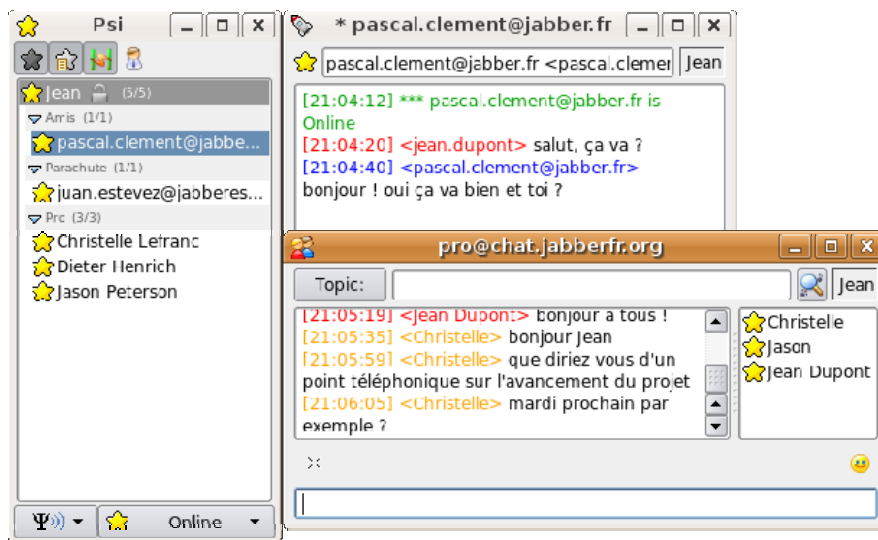 Psi
Jean (5/5)
Amis (1/1)
pascal.clement@jabbe...
Parachute (1/1)
juan.estevez@jabberes...
Pro (3/3)
Christelle Lefranc
Dieter Henrich
Jason Peterson
Ψ Online
* pascal.clement@jabber.fr
pascal.clement@jabber.fr <pascal.clemer Jean
[21:04:12] *** pascal.clement@jabber.fr is
Online
[21:04:20] <jean.dupont> salut, ça va ?
[21:04:40] <pascal.clement@jabber.fr>
bonjour ! oui ça va bien et toi ?
pro@chat.jabberfr.org
Topic: Jean
[21:05:19] <Jean Dupont> bonjour a tous !
[21:05:35] <Christelle> bonjour Jean
[21:05:59] <Christelle> que diriez vous d'un
point téléphonique sur l'avancement du projet
[21:06:05] <Christelle> mardi prochain par
exemple ?
Christelle
Jason
Jean Dupont